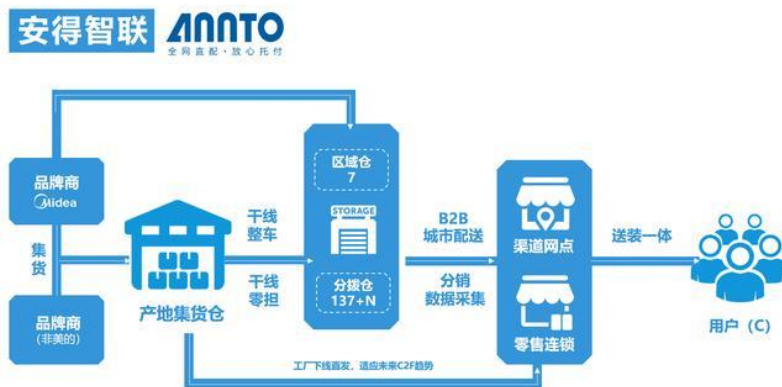 安得智联 ANNTO
全网直配·放心托付
品牌商
Midea
集货
品牌商
(非美的)
产地集货仓
干线
整车
干线
零担
区域仓
7
STORAGE
分拨仓
137+N
B2B
城市配送
分销
数据采集
渠道网点
零售连锁
送装一体
用户（C）
工厂下线直发，适应未来C2F趋势